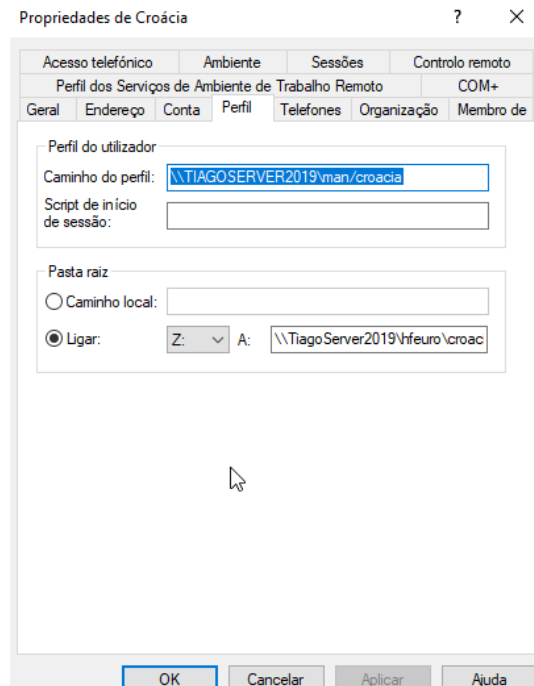 Propriedades de Croácia ? ×
Acesso telefónico Ambiente Sessões Controlo remoto
Perfil dos Serviços de Ambiente de Trabalho Remoto COM+
Geral Endereço Conta Perfil Telefones Organização Membro de
Perfil do utilizador
Caminho do perfil: \\TIAGOSERVER2019\man/croacia
Script de início
de sessão:
Pasta raiz
Caminho local:
Ligar: Z: A: \\TiagoServer2019\hfeuro\croac
OK Cancelar Aplicar Ajuda